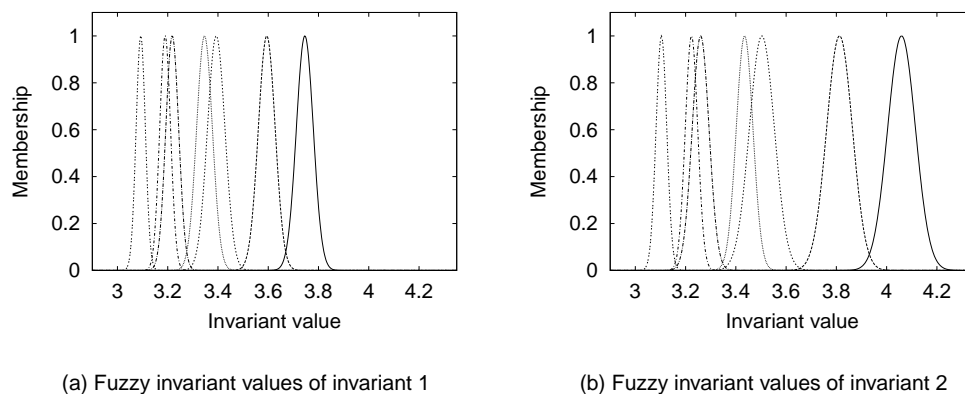 1
0.8
0.6
0.4
0.2
0
Membership
3 3.2 3.4 3.6 3.8 4 4.2
Invariant value
(a) Fuzzy invariant values of invariant 1
1
0.8
0.6
0.4
0.2
0
Membership
3 3.2 3.4 3.6 3.8 4 4.2
Invariant value
(b) Fuzzy invariant values of invariant 2